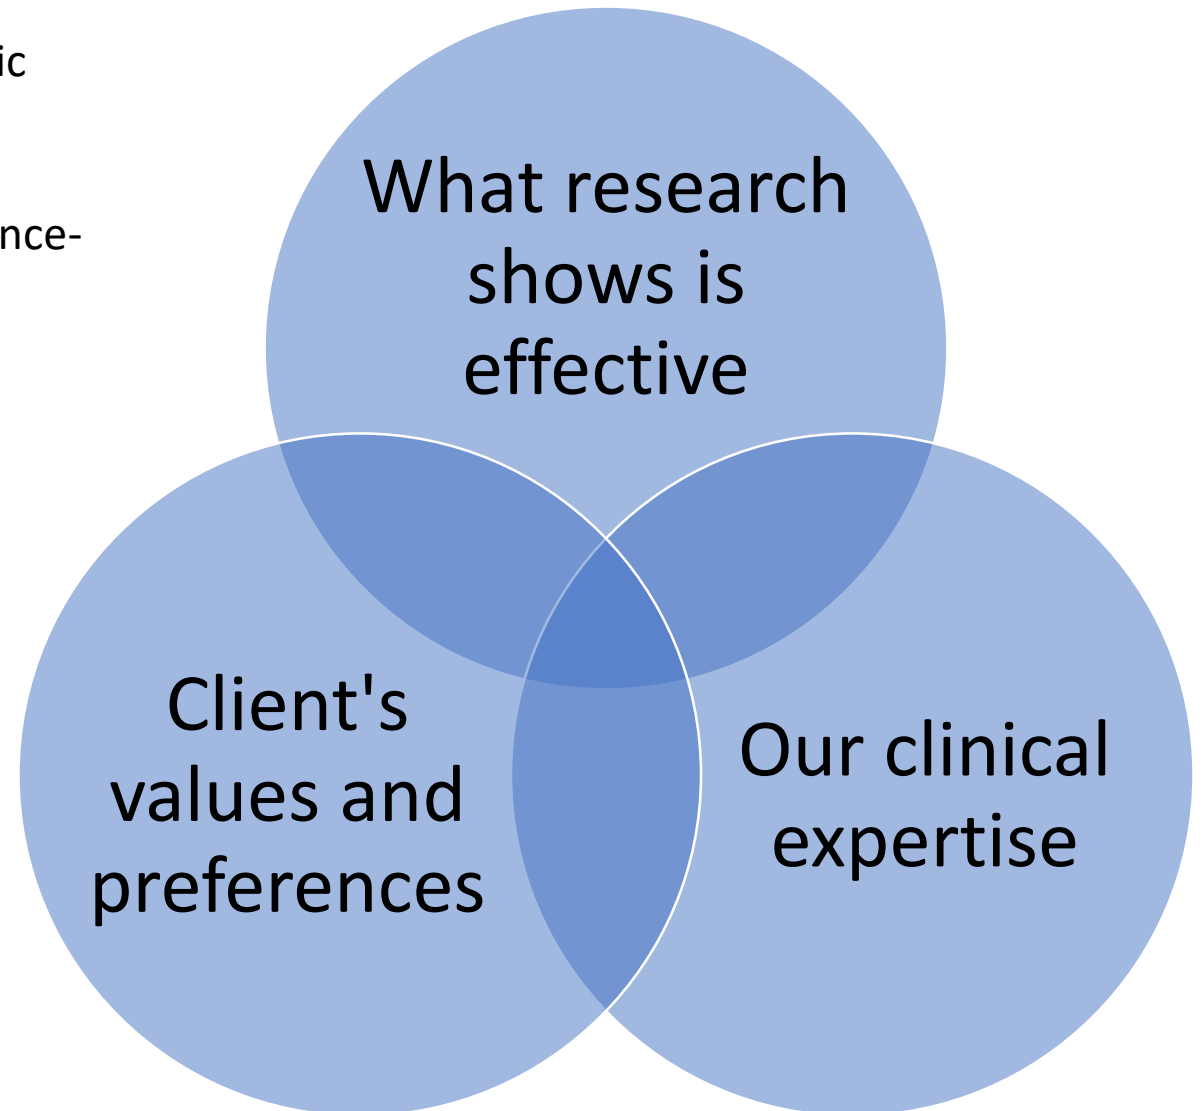 ic
nce-
What research
shows is
effective
Client's
values and
preferences
Our clinical
expertise